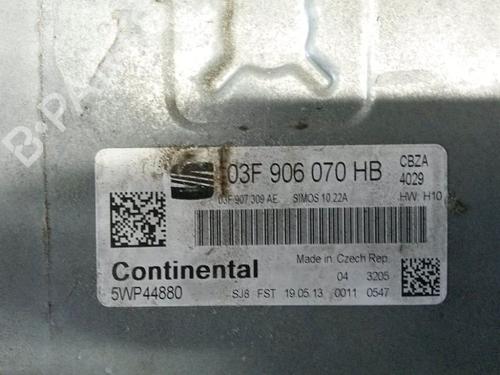 03F 906 070 HB
CBZA
4029
03F 907 309 AE SIMOS 10.22A HW: H10
Continental
Made in Czech Rep.
04 3205
5WP44880 SJ8 FST 19.05.13 0011 0547
B-PARTS